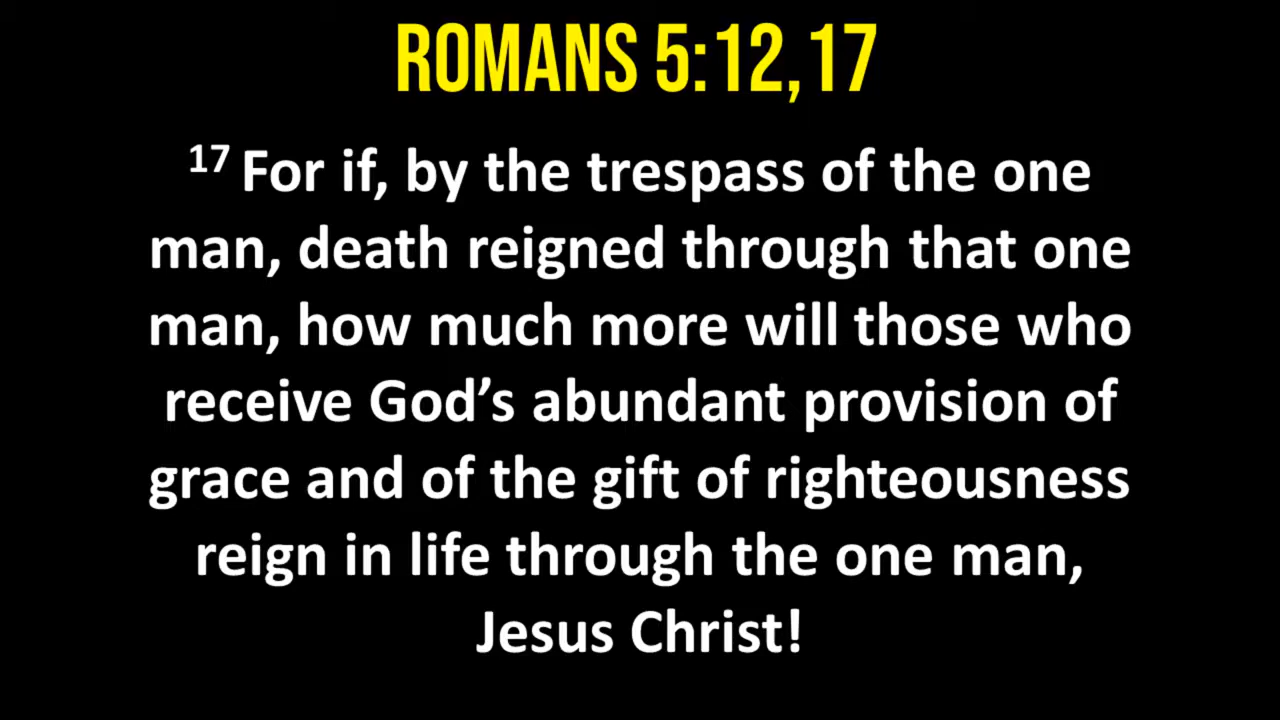 ROMANS 5:12,17
17 For if, by the trespass of the one
man, death reigned through that one
man, how much more will those who
receive God’s abundant provision of
grace and of the gift of righteousness
reign in life through the one man,
Jesus Christ!